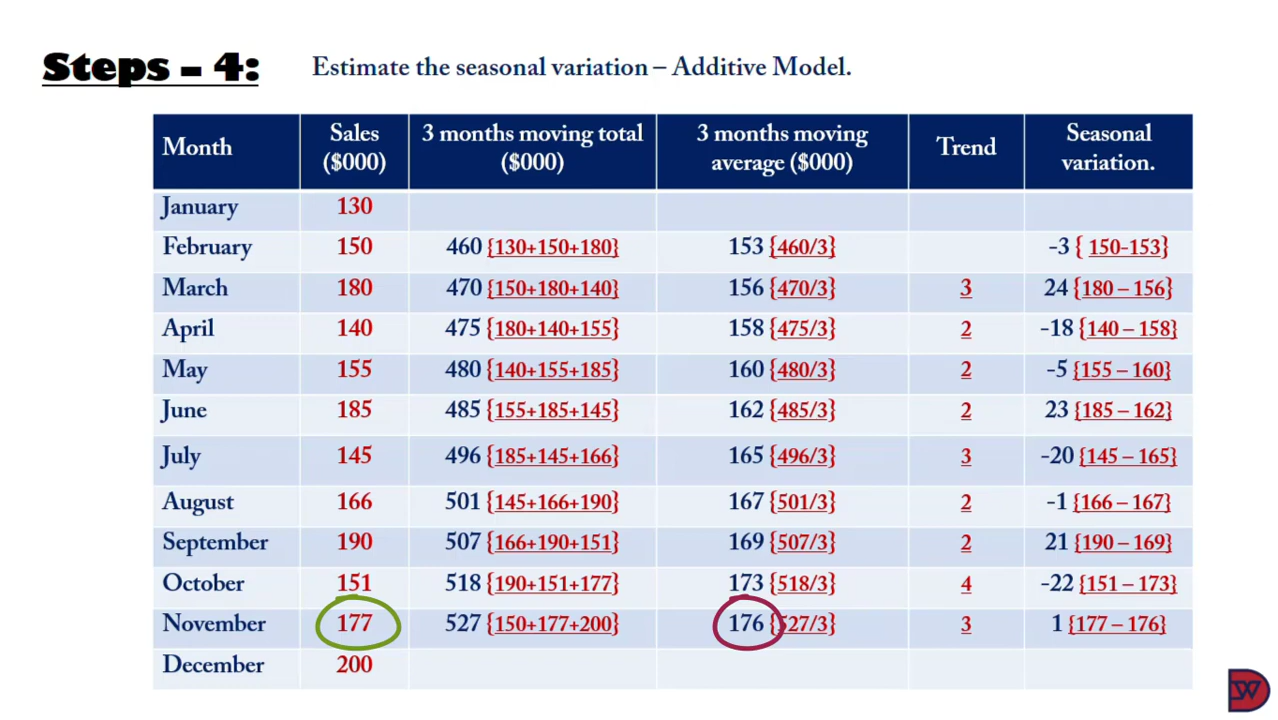 Steps – 4:
Estimate the seasonal variation – Additive Model.
Month Sales ($000) 3 months moving total ($000) 3 months moving average ($000) Trend Seasonal variation.
January 130
February 150 460 {130+150+180} 153 {460/3} -3 { 150-153}
March 180 470 {150+180+140} 156 {470/3} 3 24 {180 – 156}
April 140 475 {180+140+155} 158 {475/3} 2 -18 {140 – 158}
May 155 480 {140+155+185} 160 {480/3} 2 -5 {155 – 160}
June 185 485 {155+185+145} 162 {485/3} 2 23 {185 – 162}
July 145 496 {185+145+166} 165 {496/3} 3 -20 {145 – 165}
August 166 501 {145+166+190} 167 {501/3} 2 -1 {166 – 167}
September 190 507 {166+190+151} 169 {507/3} 2 21 {190 – 169}
October 151 518 {190+151+177} 173 {518/3} 4 -22 {151 – 173}
November 177 527 {150+177+200} 176 {527/3} 3 1 {177 – 176}
December 200
W